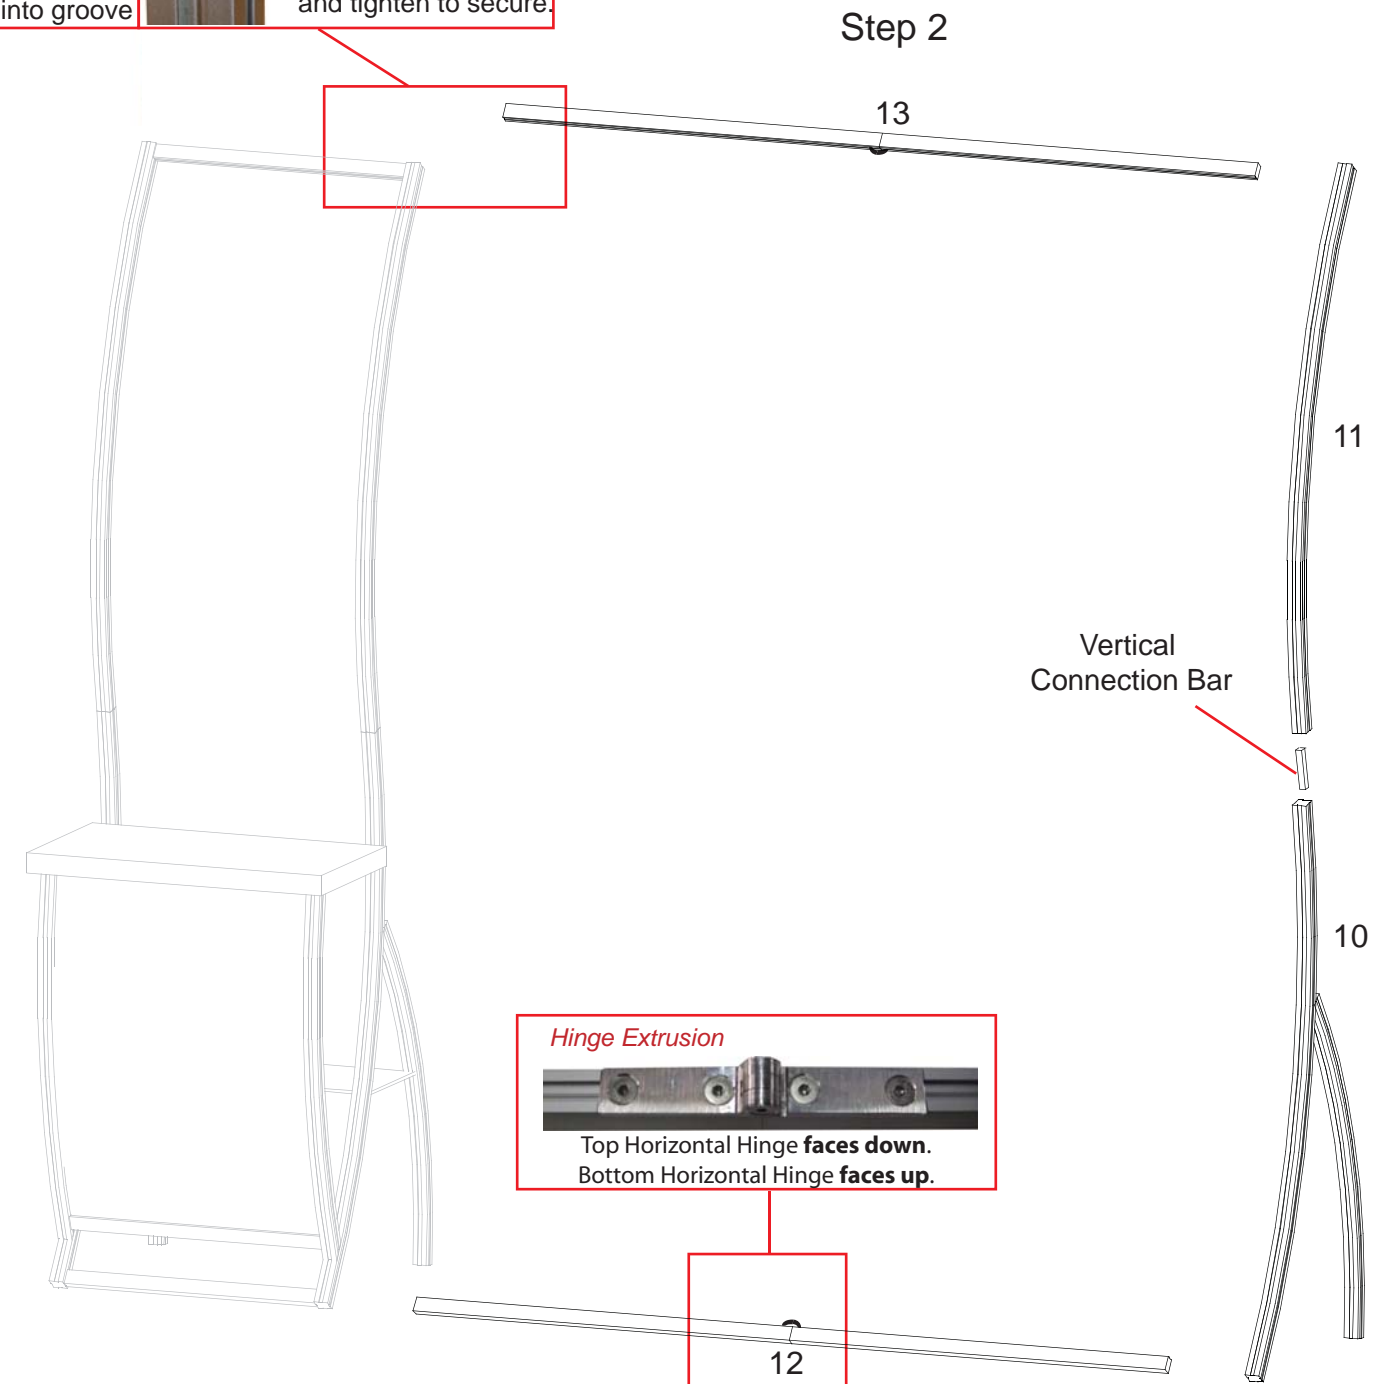 into groove
and tighten to secure.
Step 2
13
11
Vertical
Connection Bar
10
Hinge Extrusion
Top Horizontal Hinge faces down.
Bottom Horizontal Hinge faces up.
12